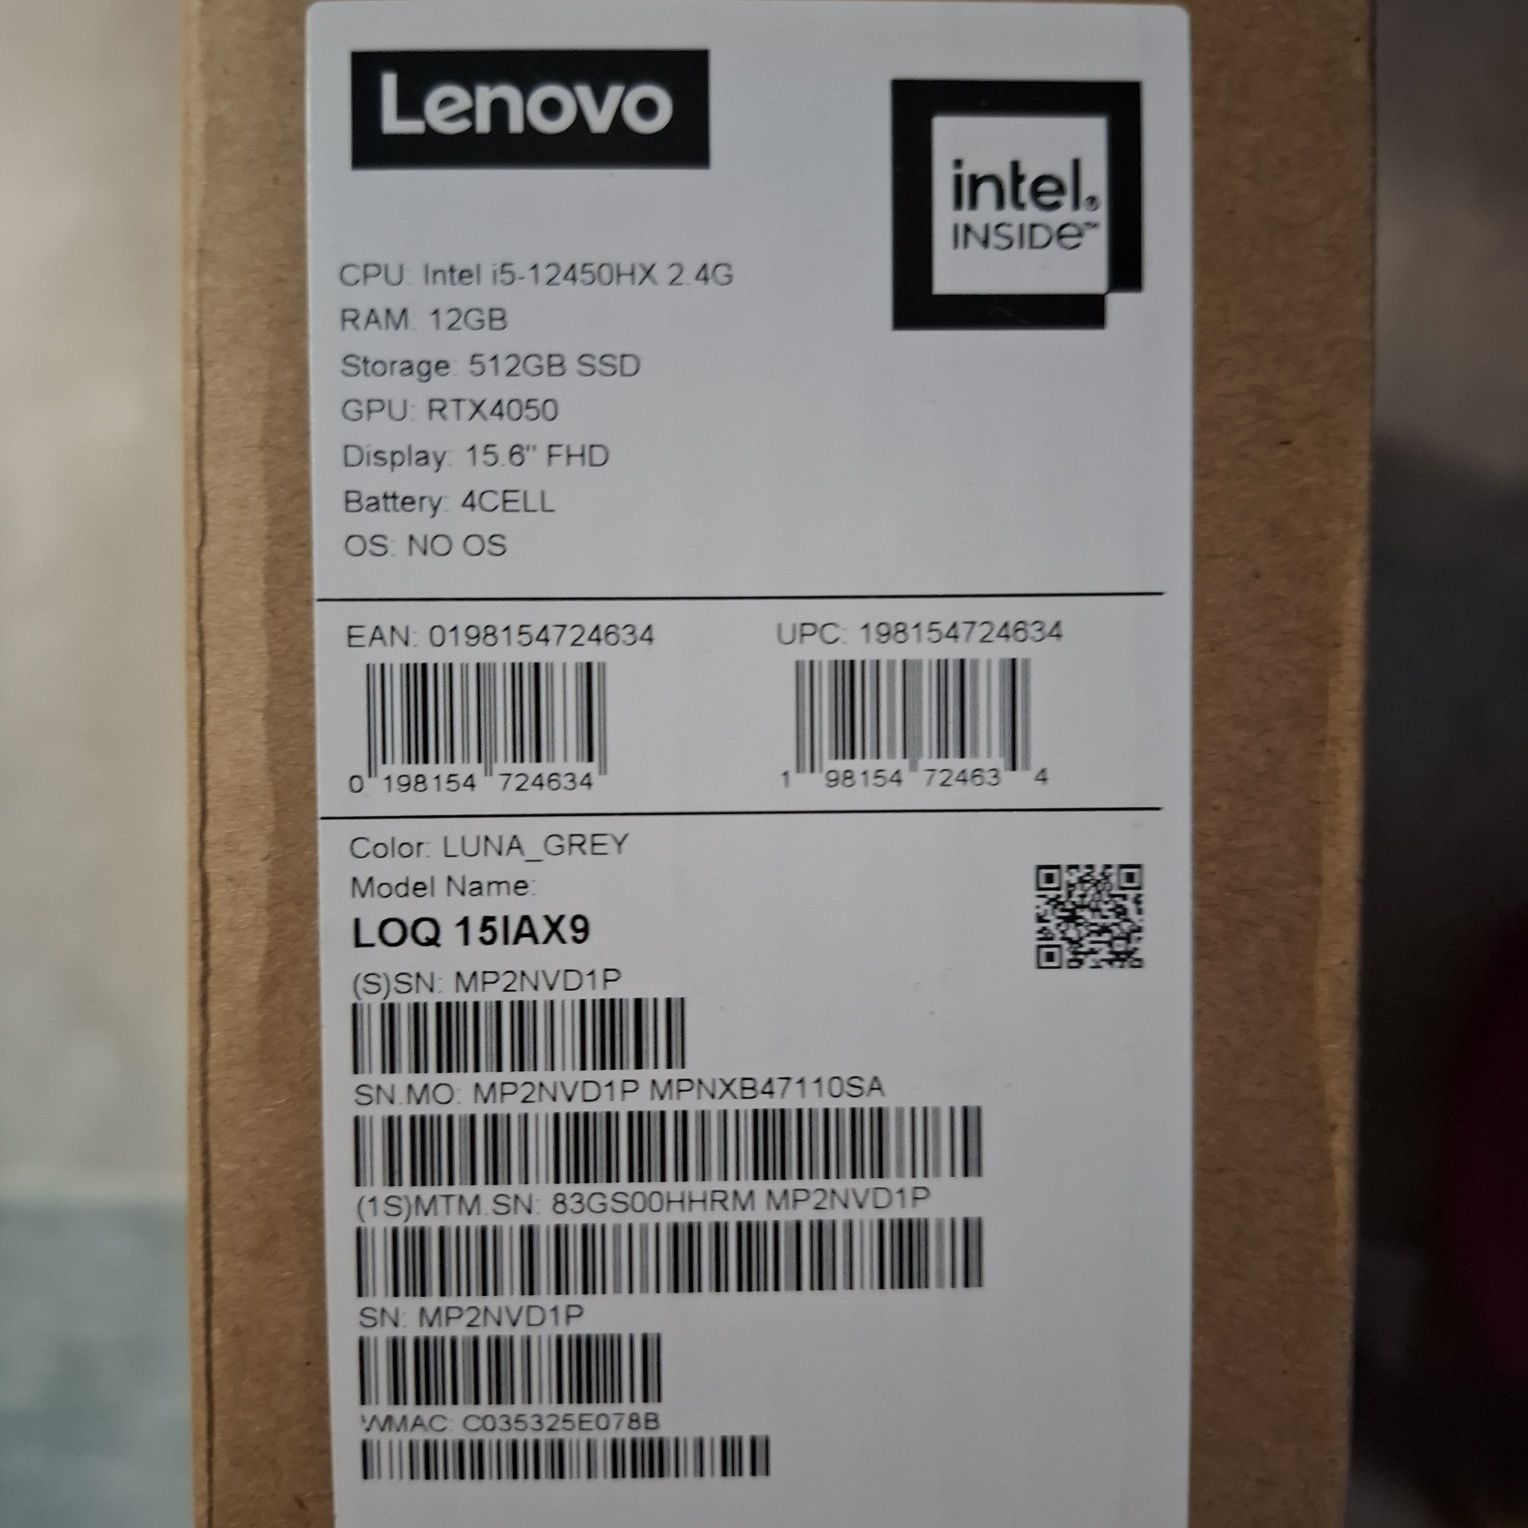 Lenovo
intel.
INSIDE™
CPU: Intel i5-12450HX 2.4G
RAM: 12GB
Storage: 512GB SSD
GPU: RTX4050
Display: 15.6" FHD
Battery: 4CELL
OS: NO OS
EAN: 0198154724634
UPC: 198154724634
0 198154 724634
1 98154 72463 4
Color: LUNA_GREY
Model Name:
LOQ 15IAX9
(S)SN: MP2NVD1P
SN.MO: MP2NVD1P MPNXB47110SA
(1S)MTM.SN: 83GS00HHRM MP2NVD1P
SN: MP2NVD1P
WMAC: C035325E078B